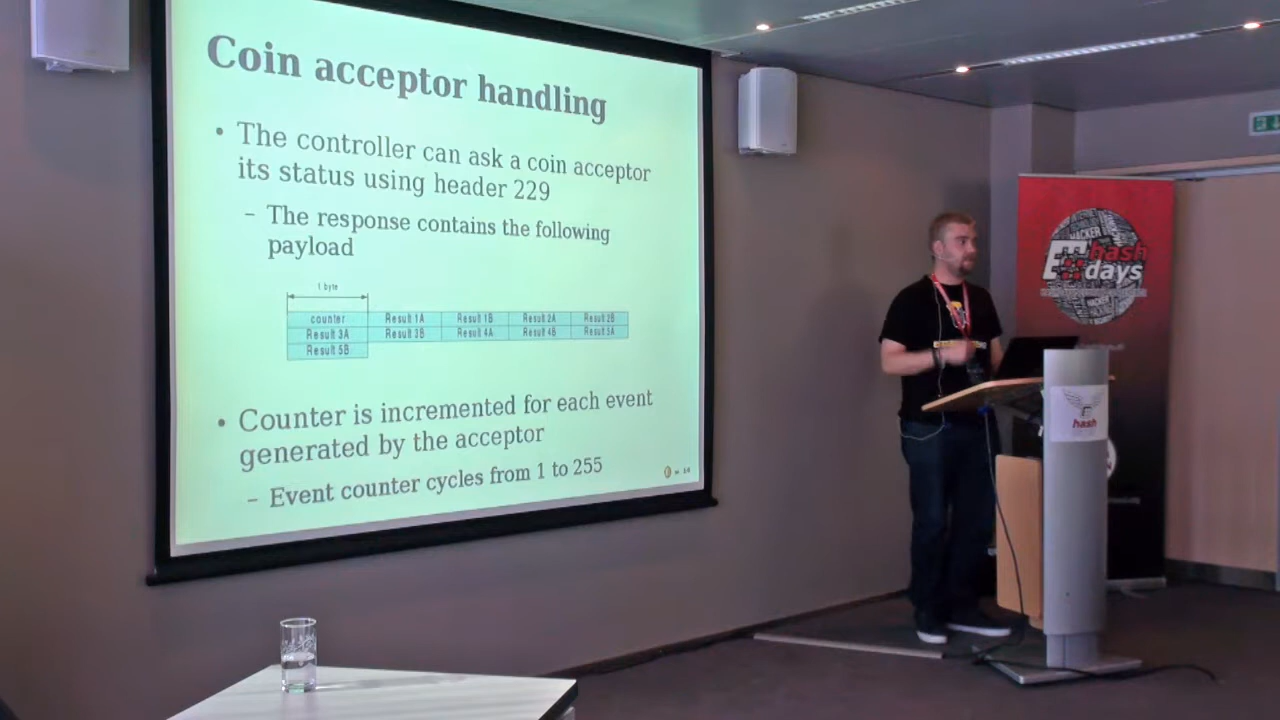 Coin acceptor handling
• The controller can ask a coin acceptor
its status using header 229
– The response contains the following
payload
1 byte
counter Result 1A Result 1B Result 2A Result 2B
Result 3A Result 3B Result 4A Result 4B Result 5A
Result 5B
• Counter is incremented for each event
generated by the acceptor
– Event counter cycles from 1 to 255
HACKER
hash
days
hash